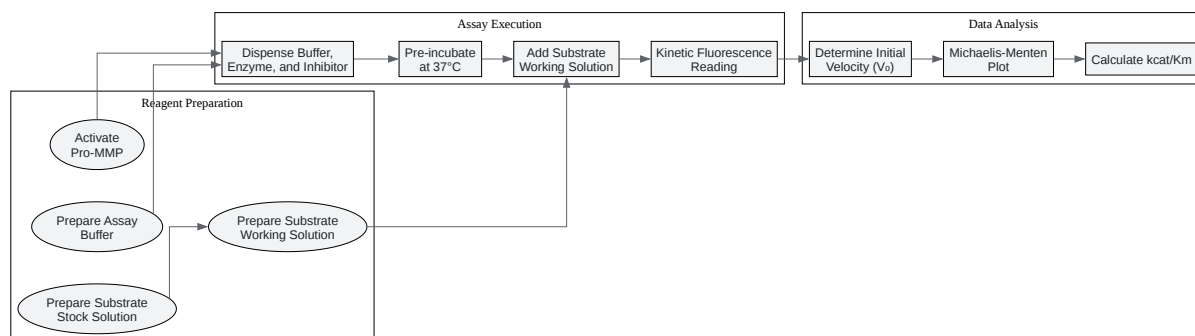 Assay Execution
Dispense Buffer,
Enzyme, and Inhibitor
Pre-incubate
at 37°C
Add Substrate
Working Solution
Kinetic Fluorescence
Reading
Data Analysis
Determine Initial
Velocity (V₀)
Michaelis-Menten
Plot
Calculate kcat/Km
Reagent Preparation
Activate
Pro-MMP
Prepare Assay
Buffer
Prepare Substrate
Working Solution
Prepare Substrate
Stock Solution